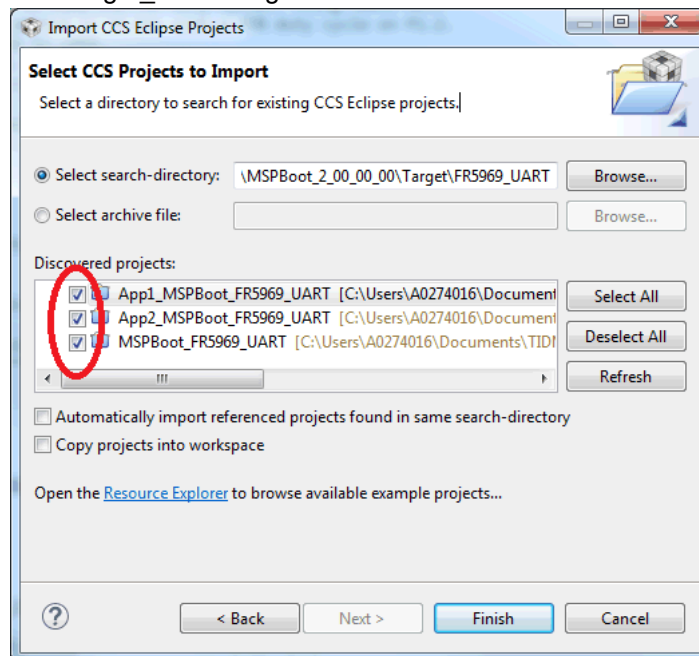 Import CCS Eclipse Projects
Select CCS Projects to Import
Select a directory to search for existing CCS Eclipse projects.
Select search-directory: \MSPBoot_2_00_00_00\Target\FR5969_UART Browse...
Select archive file: Browse...
Discovered projects:
App1_MSPBoot_FR5969_UART [C:\Users\A0274016\Document Select All
App2_MSPBoot_FR5969_UART [C:\Users\A0274016\Document
MSPBoot_FR5969_UART [C:\Users\A0274016\Documents\TIDM Deselect All
Refresh
Automatically import referenced projects found in same search-directory
Copy projects into workspace
Open the Resource Explorer to browse available example projects...
? < Back Next > Finish Cancel